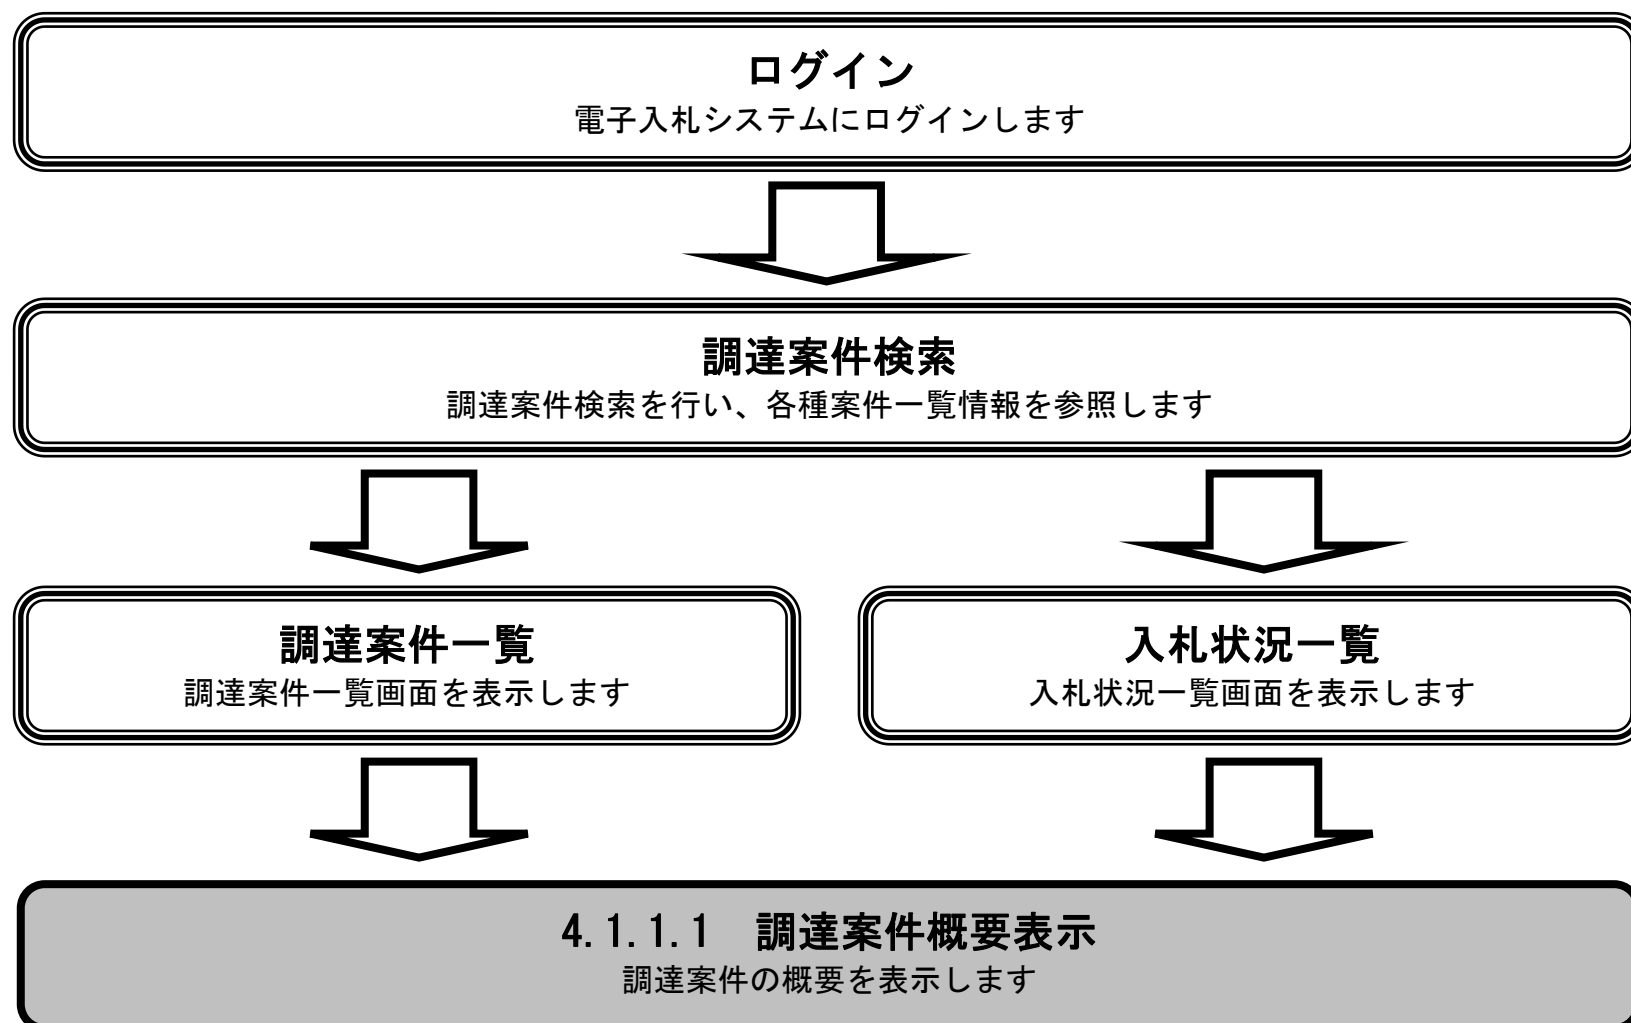 ログイン
電子入札システムにログインします
調達案件検索
調達案件検索を行い、各種案件一覧情報を参照します
調達案件一覧
調達案件一覧画面を表示します
入札状況一覧
入札状況一覧画面を表示します
4.1.1.1　調達案件概要表示
調達案件の概要を表示します